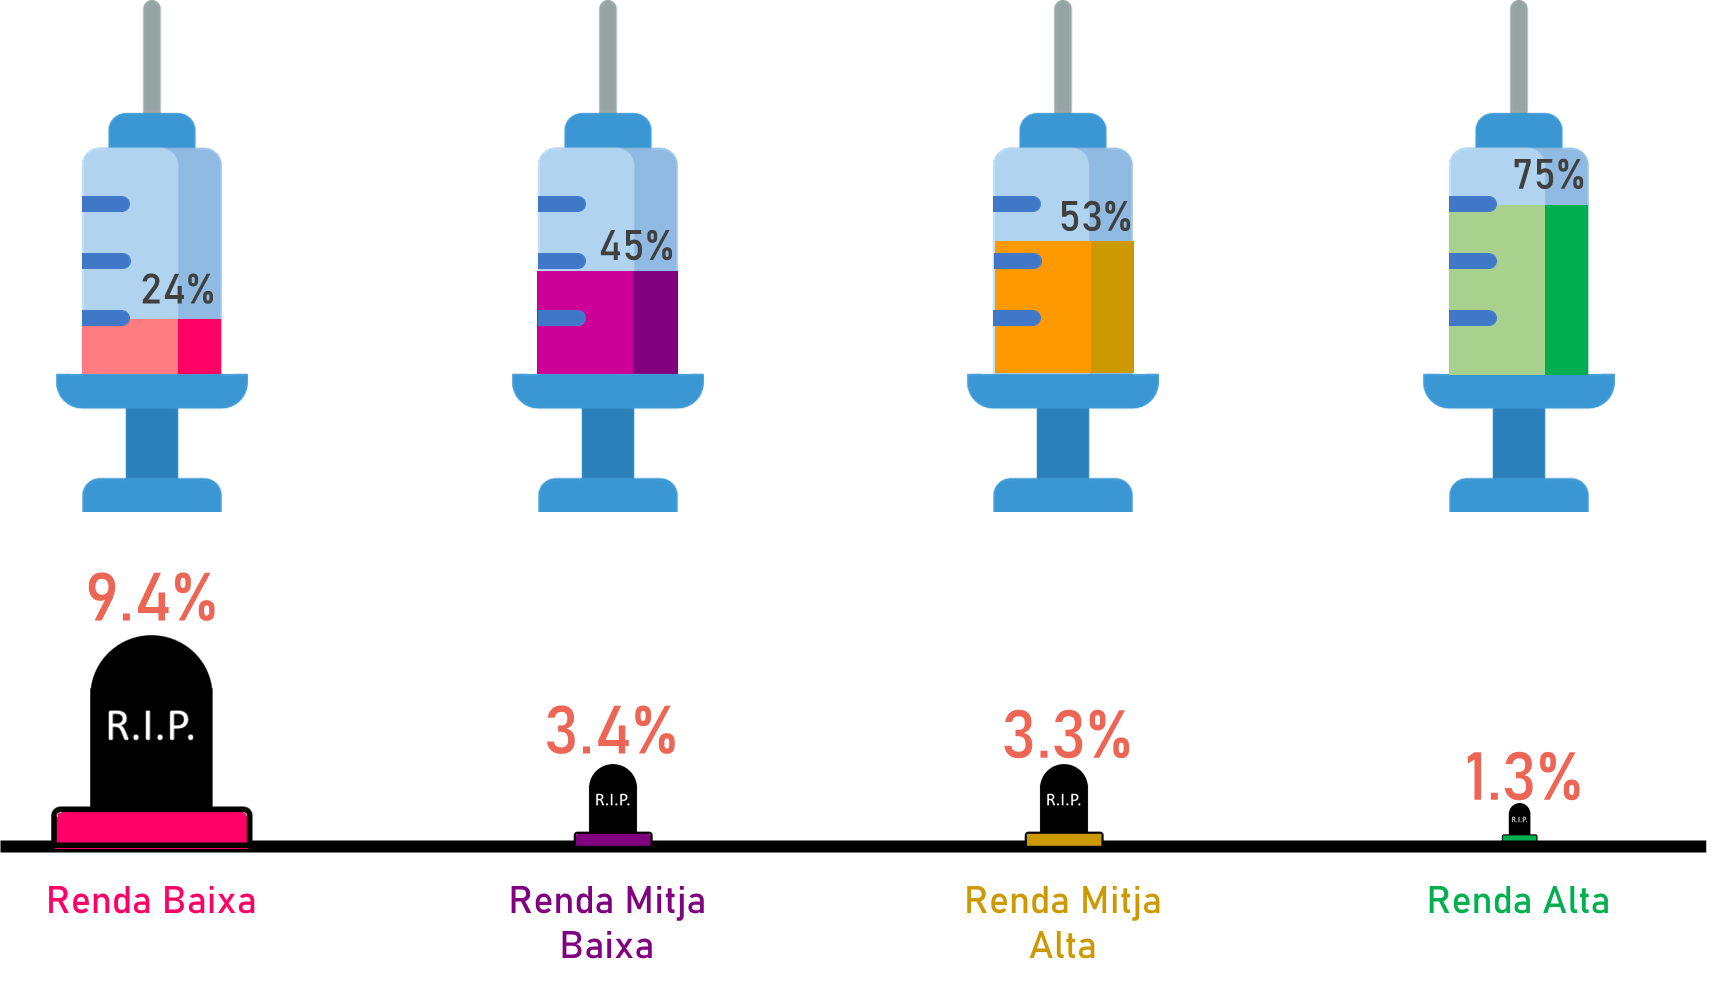 24%
45%
53%
75%
9.4%
3.4%
3.3%
1.3%
R.I.P.
R.I.P.
R.I.P.
R.I.P.
Renda Baixa
Renda Mitja
Baixa
Renda Mitja
Alta
Renda Alta